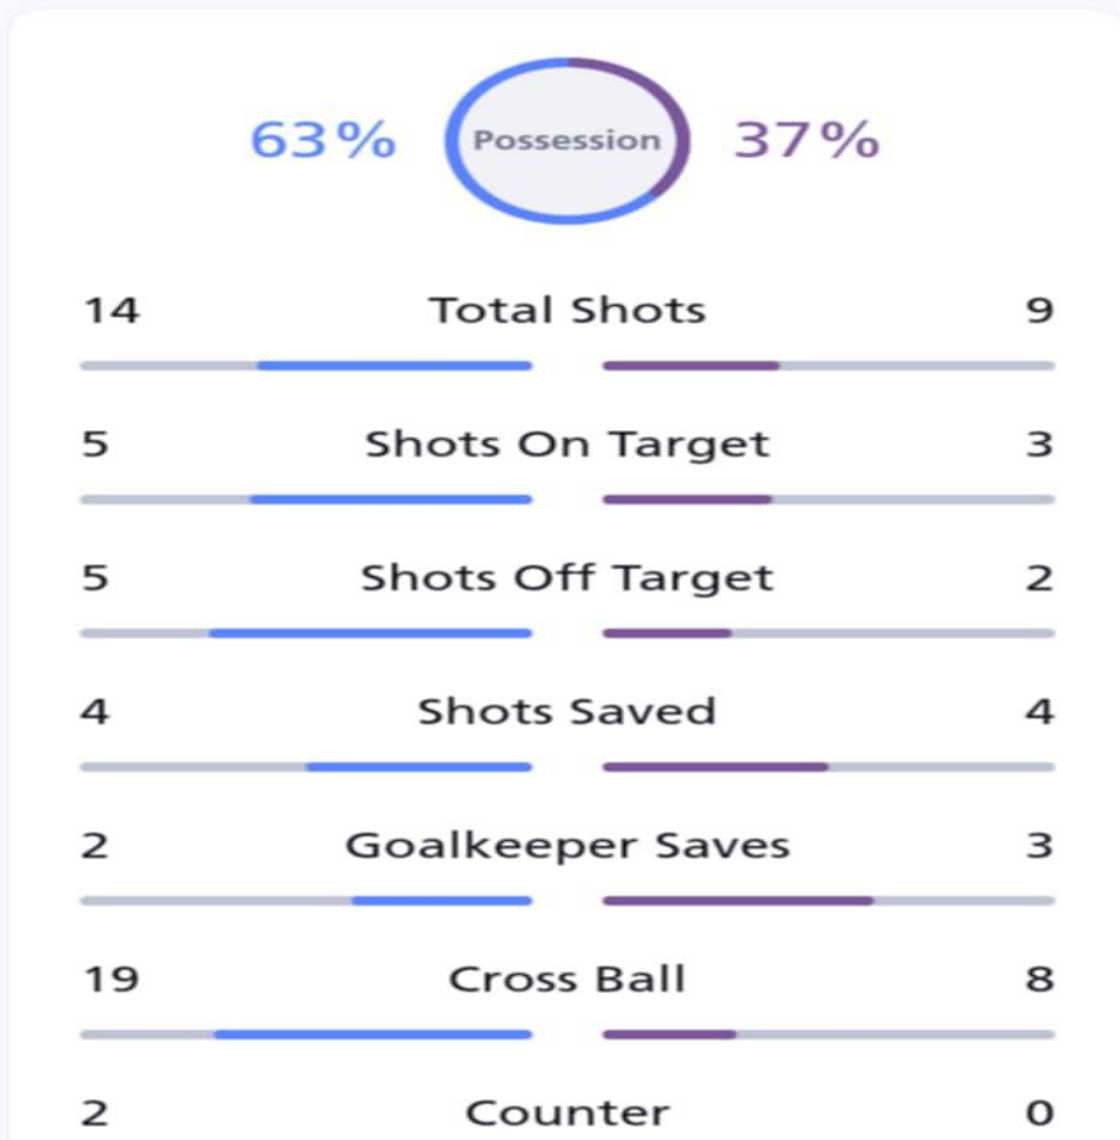 63% Possession 37%
14 Total Shots 9
5 Shots On Target 3
5 Shots Off Target 2
4 Shots Saved 4
2 Goalkeeper Saves 3
19 Cross Ball 8
2 Counter 0